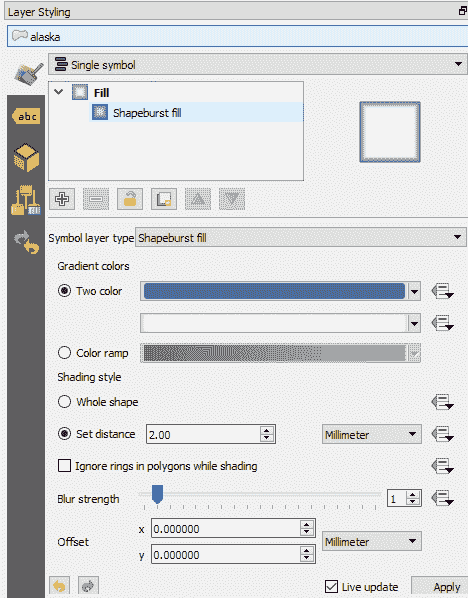 Layer Styling
alaska
Single symbol
Fill
Shapeburst fill
abc
Symbol layer type Shapeburst fill
Gradient colors
Two color
Color ramp
Shading style
Whole shape
Set distance 2.00 Millimeter
Ignore rings in polygons while shading
Blur strength 1
x 0.000000
Offset Millimeter
y 0.000000
Live update Apply